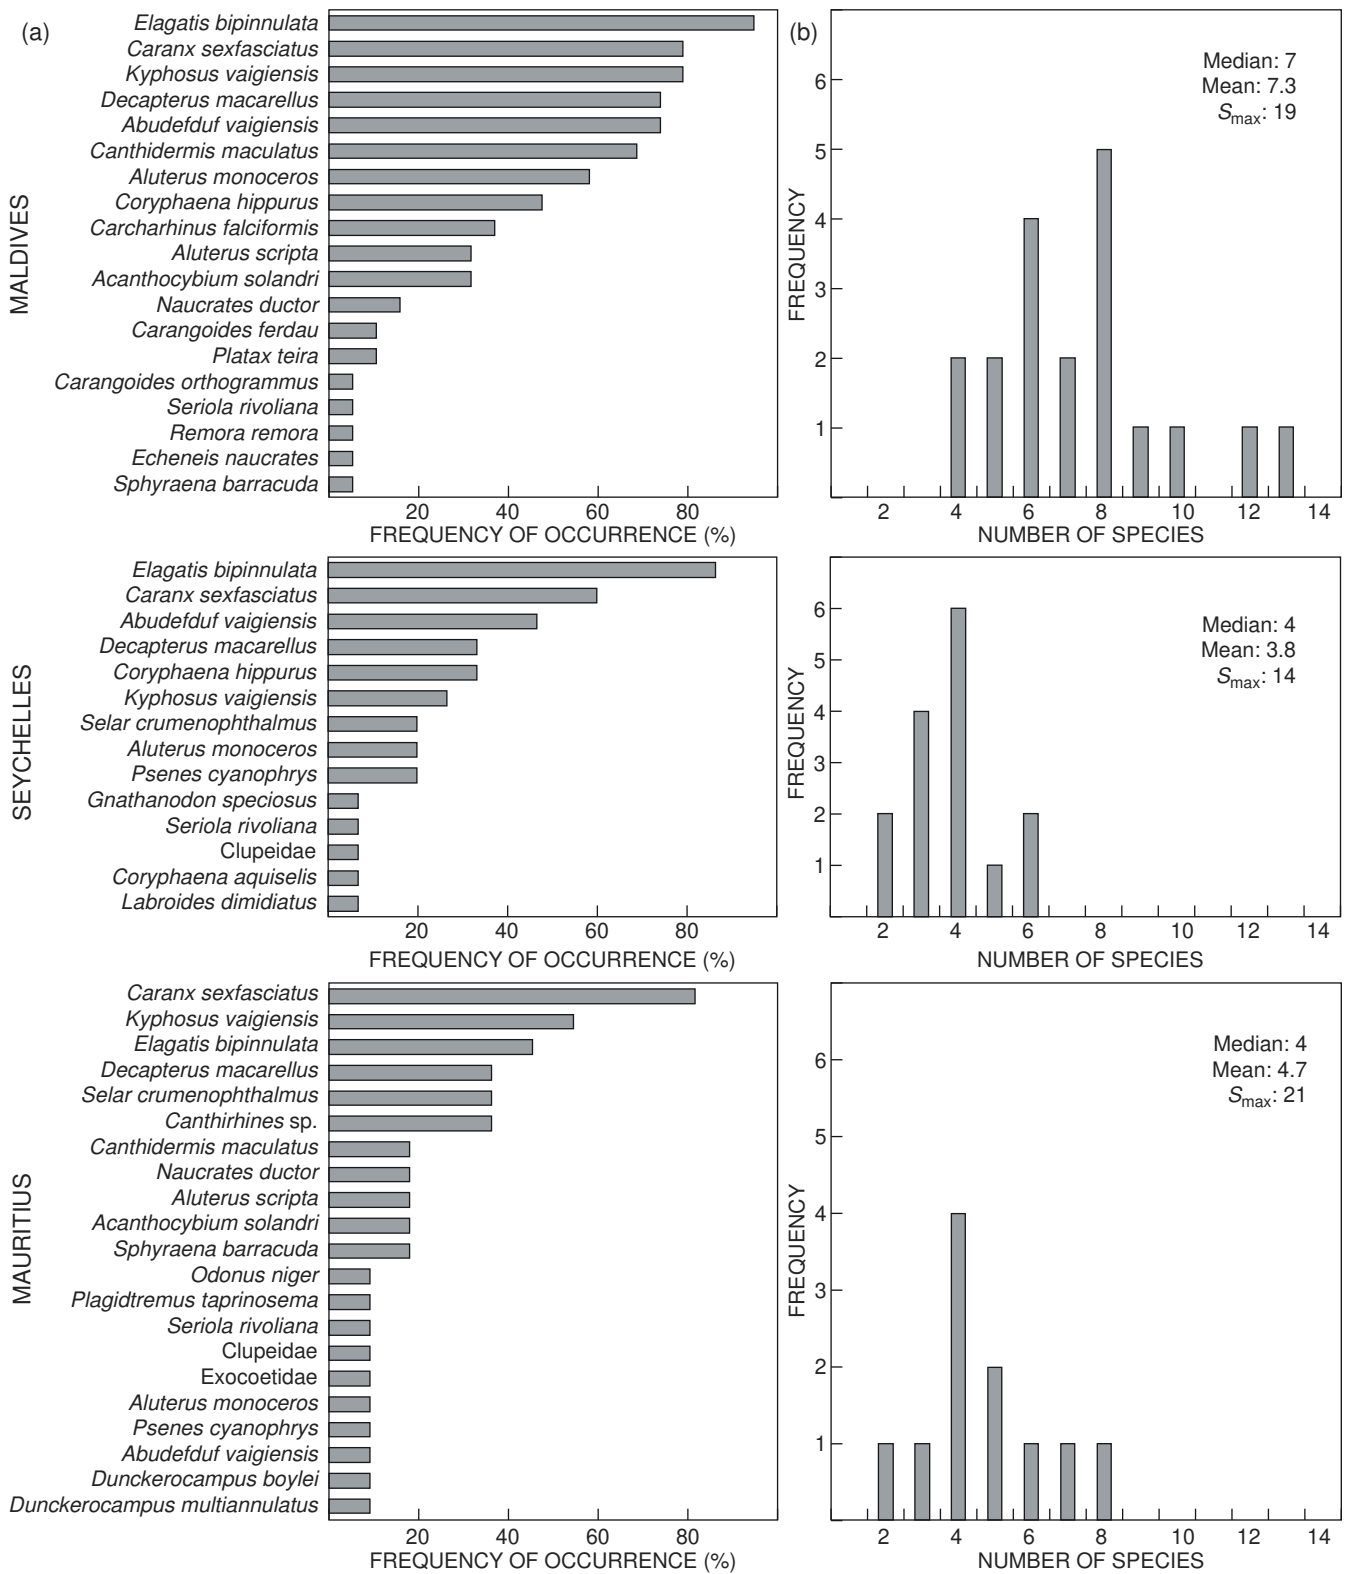 (a)
MALDIVES
Elagatis bipinnulata
Caranx sexfasciatus
Kyphosus vaigiensis
Decapterus macarellus
Abudefduf vaigiensis
Canthidermis maculatus
Aluterus monoceros
Coryphaena hippurus
Carcharhinus falciformis
Aluterus scripta
Acanthocybium solandri
Naucrates ductor
Carangoides ferdau
Platax teira
Carangoides orthogrammus
Seriola rivoliana
Remora remora
Echeneis naucrates
Sphyraena barracuda
20 40 60 80
FREQUENCY OF OCCURRENCE (%)
(b)
Median: 7
Mean: 7.3
Smax: 19
FREQUENCY
6
5
4
3
2
1
2 4 6 8 10 12 14
NUMBER OF SPECIES
SEYCHELLES
Elagatis bipinnulata
Caranx sexfasciatus
Abudefduf vaigiensis
Decapterus macarellus
Coryphaena hippurus
Kyphosus vaigiensis
Selar crumenophthalmus
Aluterus monoceros
Psenes cyanophrys
Gnathanodon speciosus
Seriola rivoliana
Clupeidae
Coryphaena aquiselis
Labroides dimidiatus
20 40 60 80
FREQUENCY OF OCCURRENCE (%)
Median: 4
Mean: 3.8
Smax: 14
FREQUENCY
6
5
4
3
2
1
2 4 6 8 10 12 14
NUMBER OF SPECIES
MAURITIUS
Caranx sexfasciatus
Kyphosus vaigiensis
Elagatis bipinnulata
Decapterus macarellus
Selar crumenophthalmus
Canthirhines sp.
Canthidermis maculatus
Naucrates ductor
Aluterus scripta
Acanthocybium solandri
Sphyraena barracuda
Odonus niger
Plagidtremus taprinosema
Seriola rivoliana
Clupeidae
Exocoetidae
Aluterus monoceros
Psenes cyanophrys
Abudefduf vaigiensis
Dunckerocampus boylei
Dunckerocampus multiannulatus
20 40 60 80
FREQUENCY OF OCCURRENCE (%)
Median: 4
Mean: 4.7
Smax: 21
FREQUENCY
6
5
4
3
2
1
2 4 6 8 10 12 14
NUMBER OF SPECIES